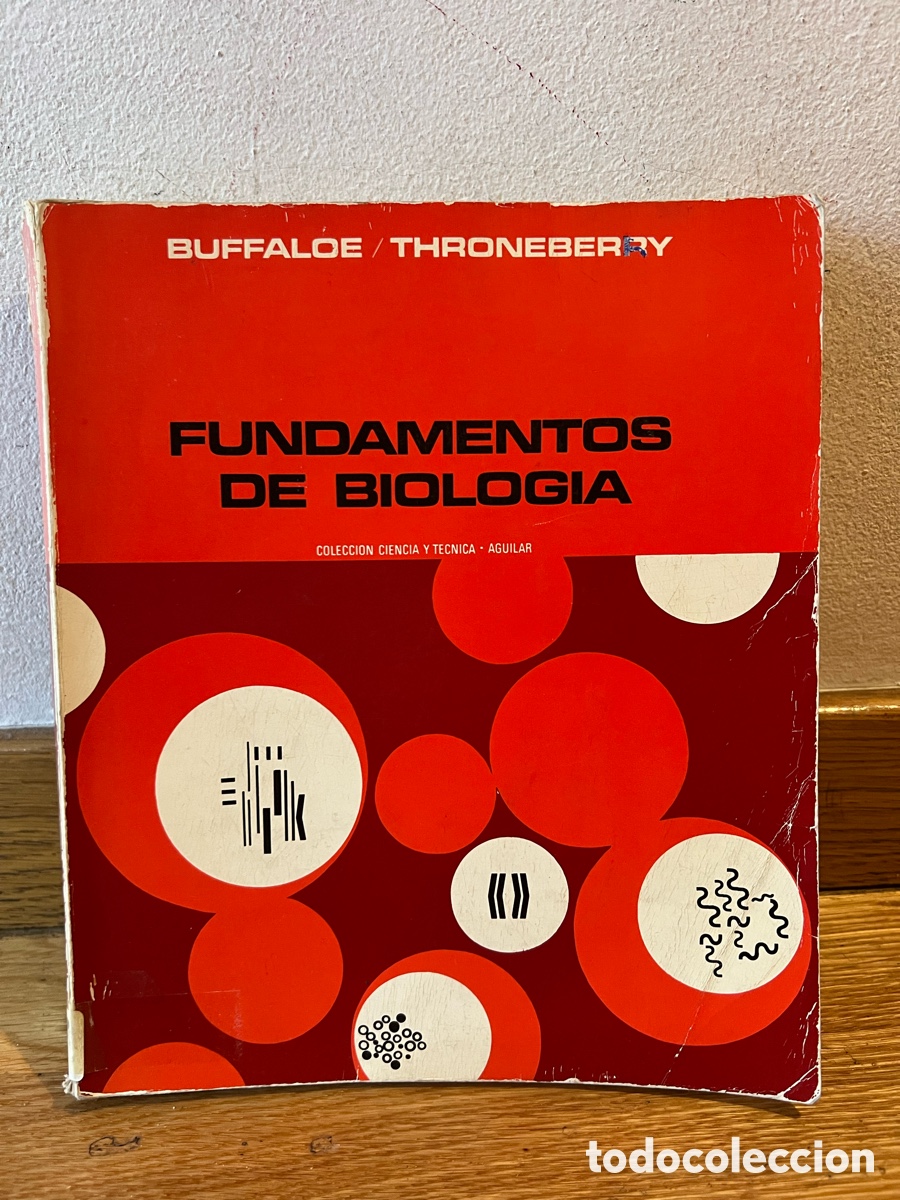 BUFFALOE / THRONEBERRY
FUNDAMENTOS
DE BIOLOGIA
COLECCION CIENCIA Y TECNICA - AGUILAR
todocoleccion